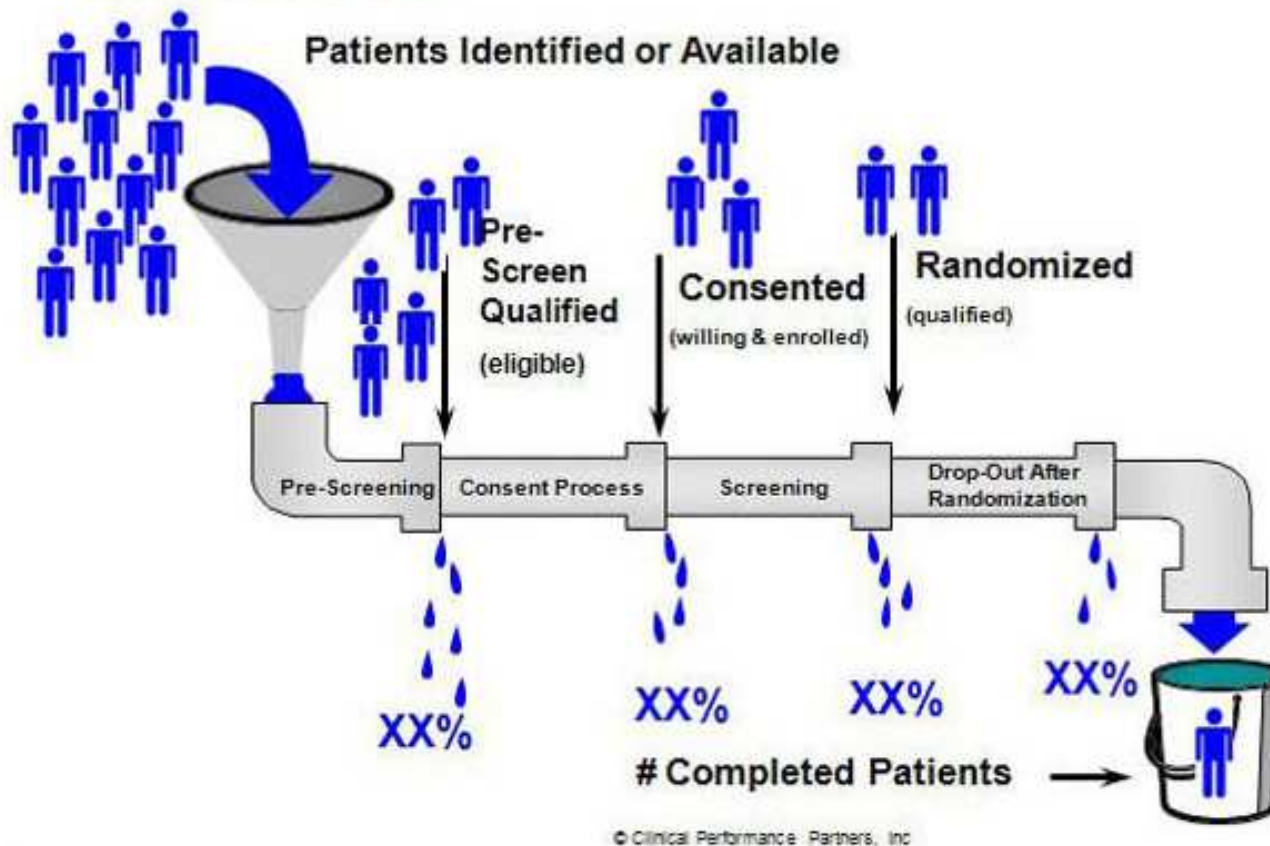 Patients Identified or Available
Pre-
Screen
Qualified
(eligible)
Consented
(willing & enrolled)
Randomized
(qualified)
Pre-Screening
Consent Process
Screening
Drop-Out After
Randomization
XX%
XX%
XX%
XX%
# Completed Patients
© Clinical Performance Partners, Inc